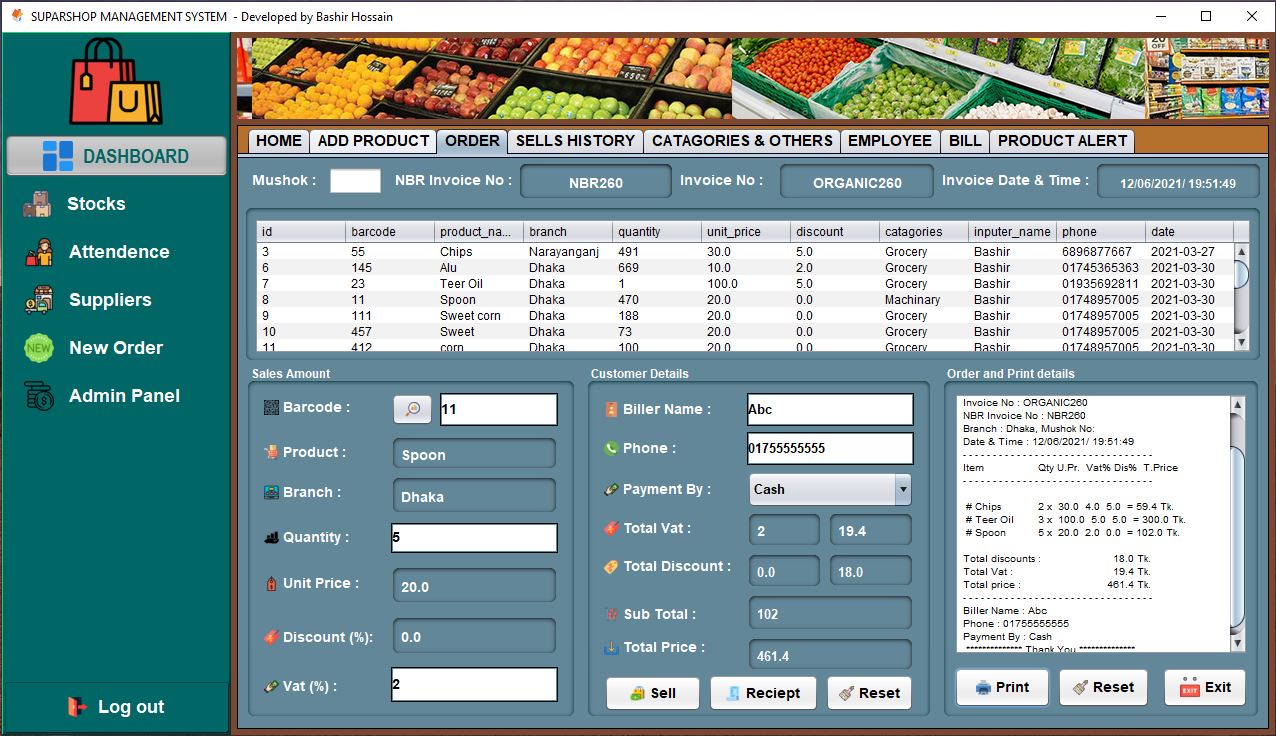 SUPARSHOP MANAGEMENT SYSTEM - Developed by Bashir Hossain
DASHBOARD
Stocks
Attendence
Suppliers
NEW
New Order
Admin Panel
Log out
HOME ADD PRODUCT ORDER SELLS HISTORY CATAGORIES & OTHERS EMPLOYEE BILL PRODUCT ALERT
Mushok : NBR Invoice No : NBR260 Invoice No : ORGANIC260 Invoice Date & Time : 12/06/2021/ 19:51:49
id barcode product_na... branch quantity unit_price discount catagories inputer_name phone date
3 55 Chips Narayanganj 491 30.0 5.0 Grocery Bashir 6896877667 2021-03-27
6 145 Alu Dhaka 669 10.0 2.0 Grocery Bashir 01745365363 2021-03-30
7 23 Teer Oil Dhaka 1 100.0 5.0 Grocery Bashir 01935692811 2021-03-30
8 11 Spoon Dhaka 470 20.0 0.0 Machinary Bashir 01748957005 2021-03-30
9 111 Sweet corn Dhaka 188 20.0 0.0 Grocery Bashir 01748957005 2021-03-30
10 457 Sweet Dhaka 73 20.0 0.0 Grocery Bashir 01748957005 2021-03-30
11 412 corn Dhaka 100 20.0 0.0 Grocery Bashir 01748957005 2021-03-30
Sales Amount
Barcode : 11
Product : Spoon
Branch : Dhaka
Quantity : 5
Unit Price : 20.0
Discount (%): 0.0
Vat (%) : 2
Customer Details
Biller Name : Abc
Phone : 01755555555
Payment By : Cash
Total Vat : 2 19.4
Total Discount : 0.0 18.0
Sub Total : 102
Total Price : 461.4
Sell Reciept Reset
Order and Print details
Invoice No : ORGANIC260
NBR Invoice No : NBR260
Branch : Dhaka, Mushok No:
Date & Time : 12/06/2021/ 19:51:49
- - - - - - - - - - - - - - - - - - - - - - - - - - - - - -
Item Qty U.Pr. Vat% Dis% T.Price
- - - - - - - - - - - - - - - - - - - - - - - - - - - - - -
# Chips 2 x 30.0 4.0 5.0 = 59.4 Tk.
# Teer Oil 3 x 100.0 5.0 5.0 = 300.0 Tk.
# Spoon 5 x 20.0 2.0 0.0 = 102.0 Tk.
Total discounts : 18.0 Tk.
Total Vat : 19.4 Tk.
Total price : 461.4 Tk.
- - - - - - - - - - - - - - - - - - - - - - - - - - - - - -
Biller Name : Abc
Phone : 01755555555
Payment By : Cash
************** Thank You **************
Print Reset EXIT Exit